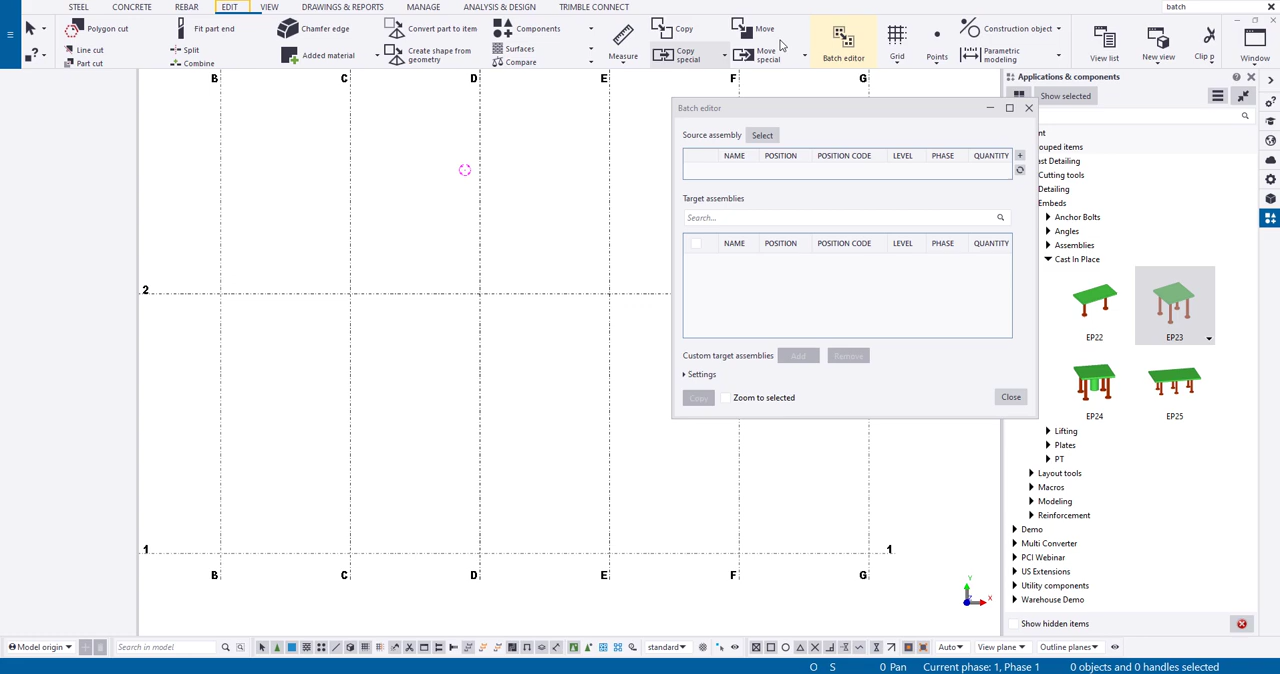 STEEL CONCRETE REBAR EDIT VIEW DRAWINGS & REPORTS MANAGE ANALYSIS & DESIGN TRIMBLE CONNECT batch
Polygon cut Fit part end Chamfer edge Convert part to item Components Copy Move Construction object
Line cut Split Surfaces
Part cut Combine Added material Create shape from geometry Compare Measure Copy special Move special Batch editor Grid Points Parametric modeling View list New view Clip p Window
B C D E F G
Applications & components
Show selected
Batch editor
Source assembly Select
NAME POSITION POSITION CODE LEVEL PHASE QUANTITY
Target assemblies
Search...
NAME POSITION POSITION CODE LEVEL PHASE QUANTITY
Custom target assemblies Add Remove
Settings
Copy Zoom to selected Close
nt
ouped items
ast Detailing
Cutting tools
Detailing
Embeds
Anchor Bolts
Angles
Assemblies
Cast In Place
EP22 EP23
EP24 EP25
Lifting
Plates
PT
Layout tools
Macros
Modeling
Reinforcement
Demo
Multi Converter
PCI Webinar
US Extensions
Utility components
Warehouse Demo
Show hidden items
2
1 1
B C D E F G
Y
X
Model origin Search in model standard Auto View plane Outline planes
O S 0 Pan Current phase: 1, Phase 1 0 objects and 0 handles selected